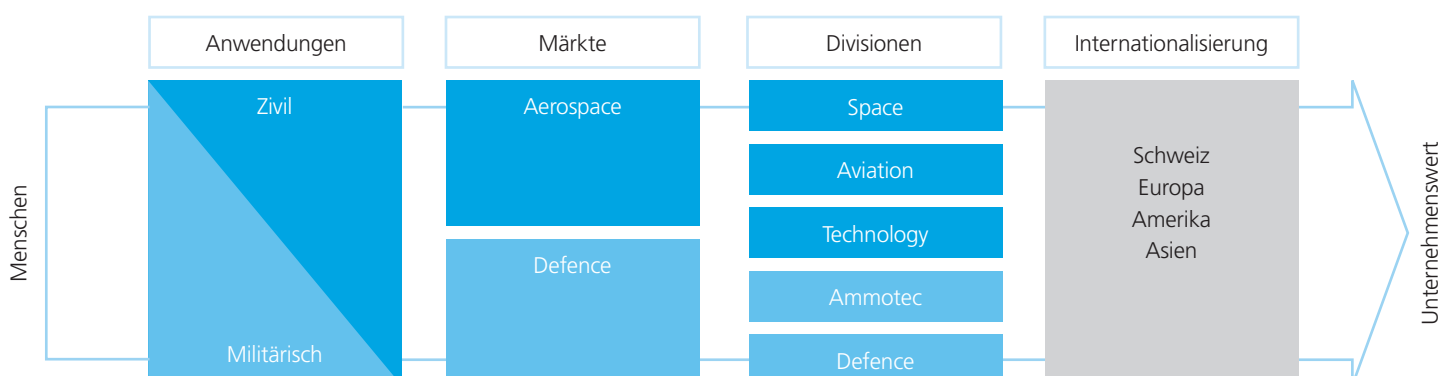 Anwendungen
Märkte
Divisionen
Internationalisierung
Menschen
Zivil
Militärisch
Aerospace
Defence
Space
Aviation
Technology
Ammotec
Defence
Schweiz
Europa
Amerika
Asien
Unternehmenswert